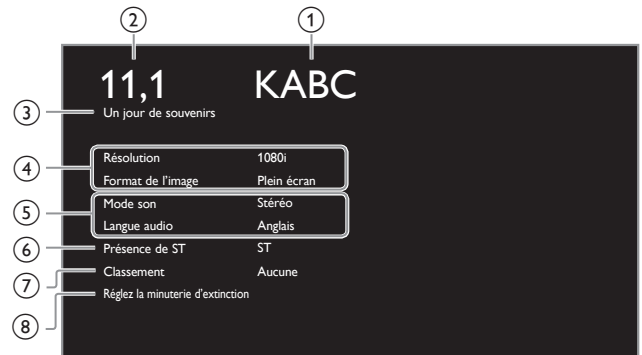 2 1
11,1 KABC
3 Un jour de souvenirs
4
Résolution 1080i
Format de l'image Plein écran
5
Mode son Stéréo
Langue audio Anglais
6 Présence de ST ST
7 Classement Aucune
8 Réglez la minuterie d'extinction